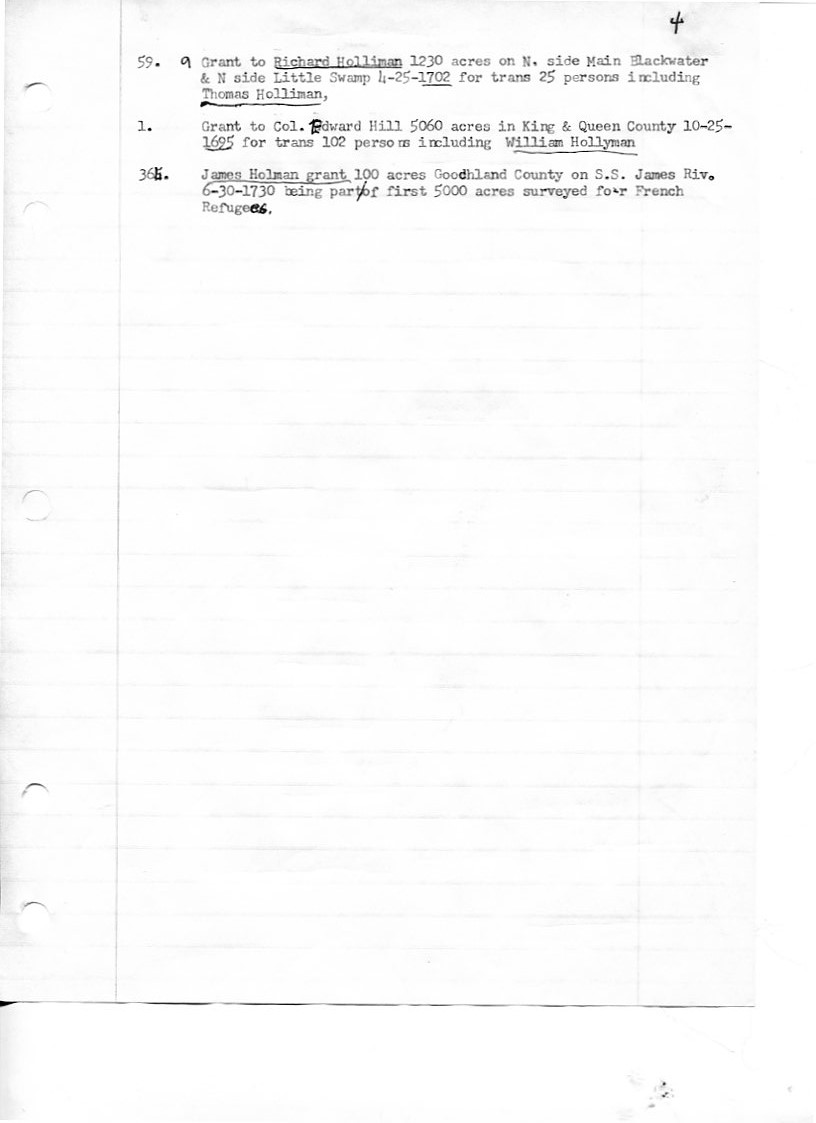 4
59. 9 Grant to Richard Holliman 1230 acres on N. side Main Blackwater
& N side Little Swamp 4-25-1702 for trans 25 persons including
Thomas Holliman,
1. Grant to Col. Edward Hill 5060 acres in King & Queen County 10-25-
1695 for trans 102 persons including William Hollyman
James Holman grant 100 acres Goodhland County on S.S. James Riv.
6-30-1730 being part of first 5000 acres surveyed for French
Refugees.